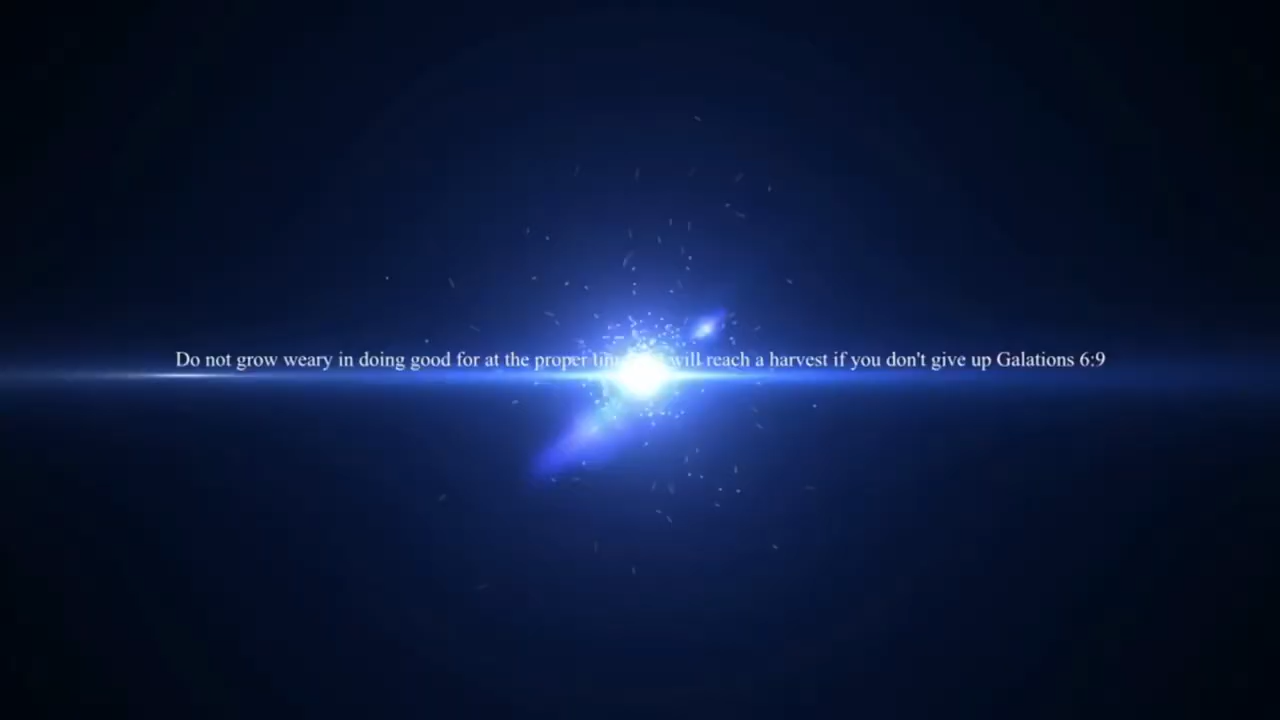 Do not grow weary in doing good for at the proper will reach a harvest if you don't give up Galations 6:9